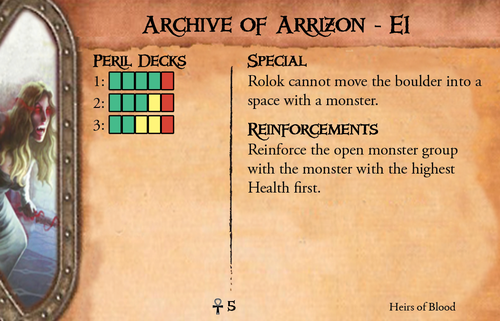 Archive of Arrizon - E1
Peril Decks
1:
2:
3:
Special
Rolok cannot move the boulder into a
space with a monster.
Reinforcements
Reinforce the open monster group
with the monster with the highest
Health first.
5
Heirs of Blood